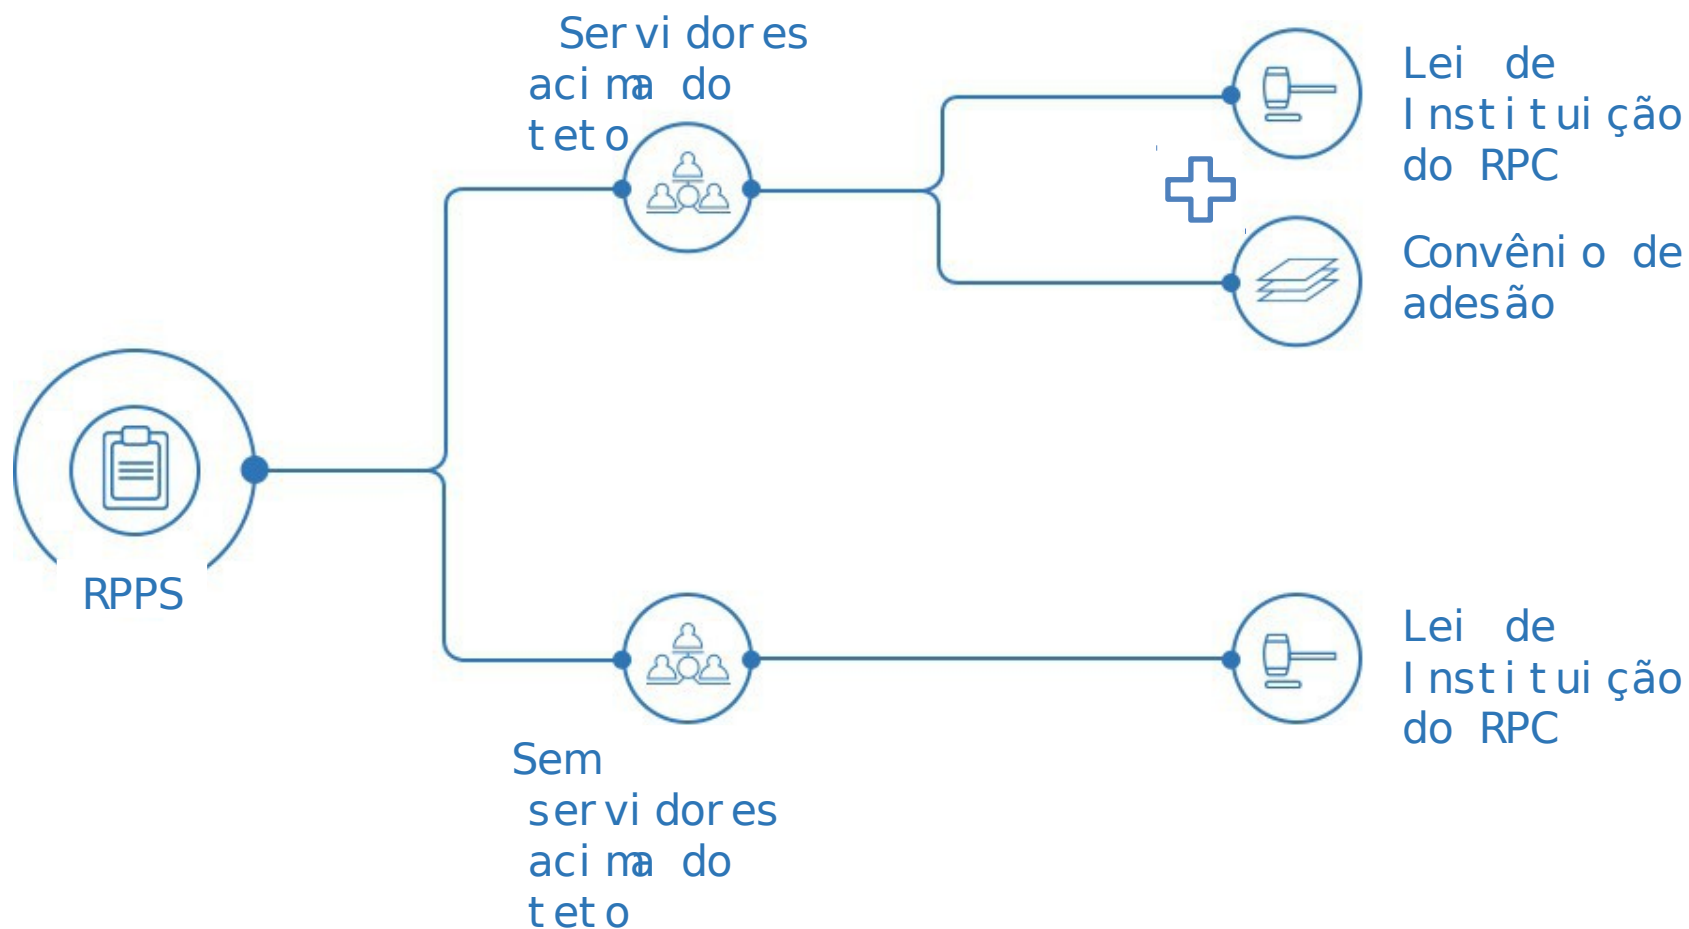 Servidores
acima do
teto
Lei de
Instituição
do RPC
Convênio de
adesão
RPPS
Lei de
Instituição
do RPC
Sem
servidores
acima do
teto